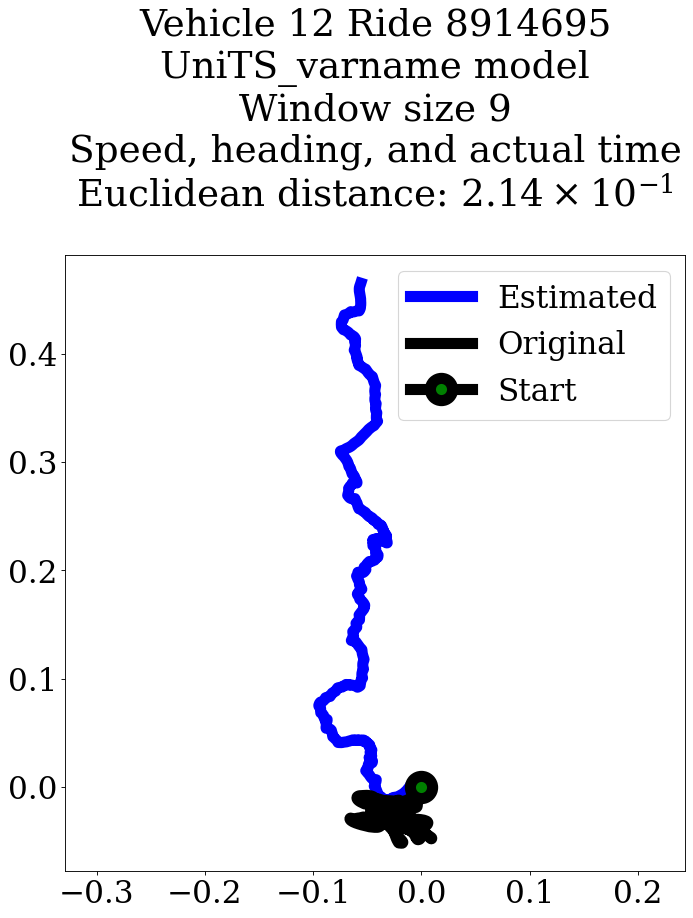 Vehicle 12 Ride 8914695
UniTS_varname model
Window size 9
Speed, heading, and actual time
Euclidean distance: 2.14 × 10⁻¹
Estimated
Original
Start
0.4
0.3
0.2
0.1
0.0
−0.3 −0.2 −0.1 0.0 0.1 0.2